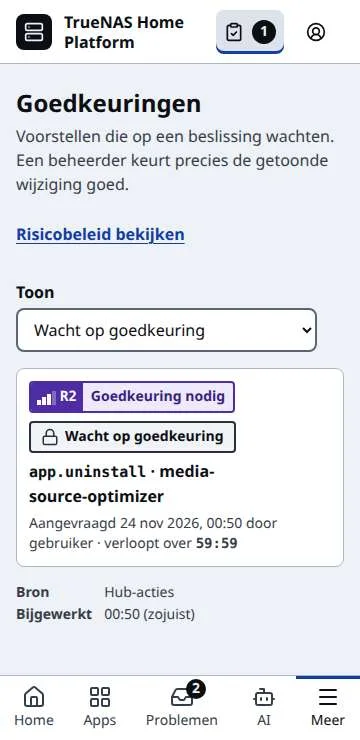 TrueNAS Home
Platform
1
Goedkeuringen
Voorstellen die op een beslissing wachten.
Een beheerder keurt precies de getoonde
wijziging goed.
Risicobeleid bekijken
Toon
Wacht op goedkeuring
R2 Goedkeuring nodig
Wacht op goedkeuring
app.uninstall · media-
source-optimizer
Aangevraagd 24 nov 2026, 00:50 door
gebruiker · verloopt over 59:59
Bron Hub-acties
Bijgewerkt 00:50 (zojuist)
2
Home Apps Problemen AI Meer